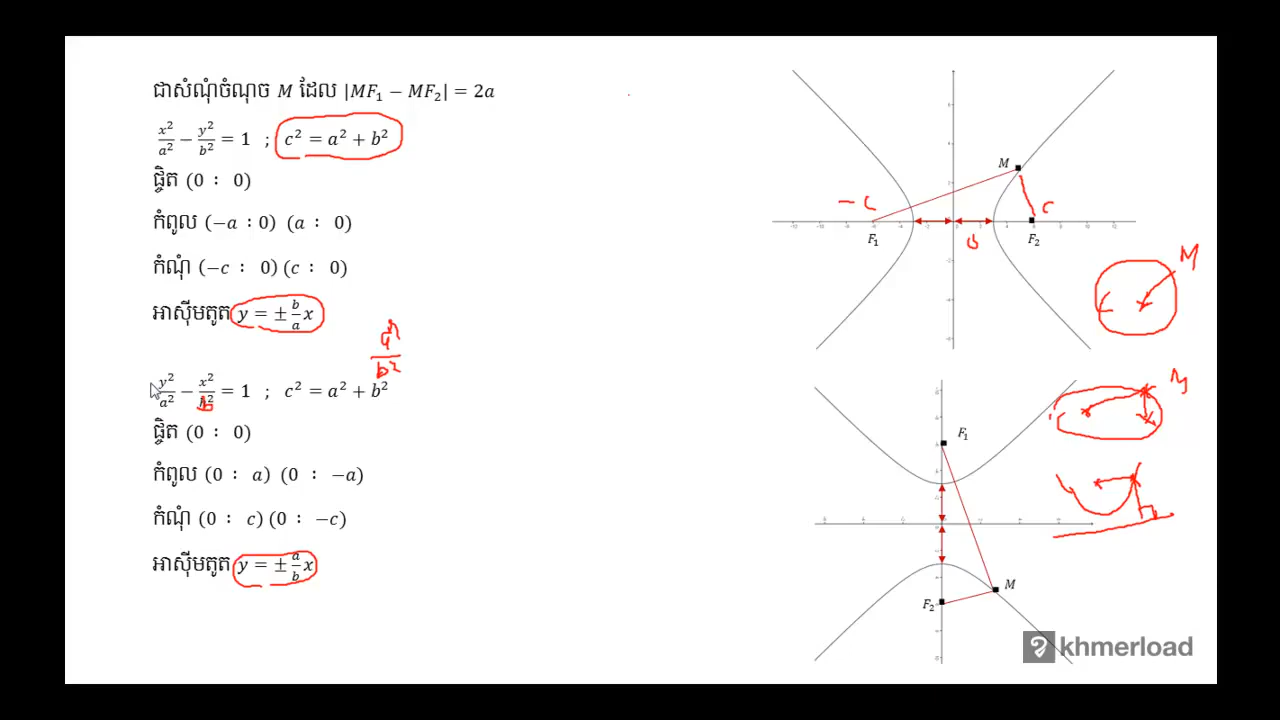 ជាសំណុំចំណុច M ដែល |MF₁ − MF₂| = 2a
x²/a² − y²/b² = 1 ; c² = a² + b²
ផ្ចិត (0 : 0)
កំពូល (−a : 0) (a : 0)
កំណុំ (−c : 0) (c : 0)
អាស៊ីមតូត y = ± b/a x
y²/a² − x²/b² = 1 ; c² = a² + b²
ផ្ចិត (0 : 0)
កំពូល (0 : a) (0 : −a)
កំណុំ (0 : c) (0 : −c)
អាស៊ីមតូត y = ± a/b x
M
−c
c
F₁
F₂
M
F₁
M
F₂
khmerload